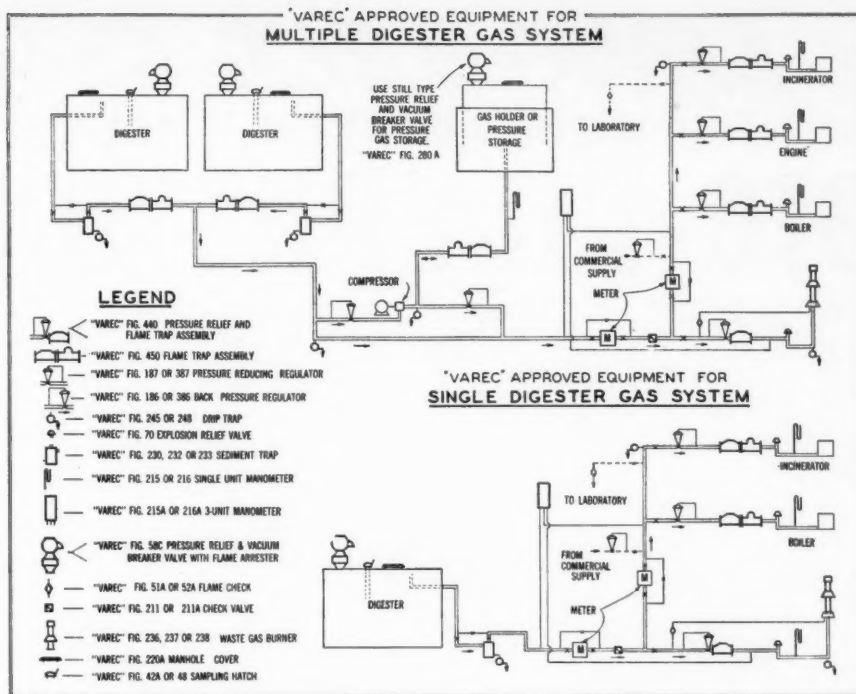 "VAREC" APPROVED EQUIPMENT FOR
MULTIPLE DIGESTER GAS SYSTEM
DIGESTER
DIGESTER
USE STILL TYPE
PRESSURE RELIEF
AND VACUUM
BREAKER VALVE
FOR PRESSURE
GAS STORAGE.
"VAREC" FIG. 280 A
GAS HOLDER OR
PRESSURE
STORAGE
TO LABORATORY
INCINERATOR
ENGINE
BOILER
FROM
COMMERCIAL
SUPPLY
COMPRESSOR
METER
M
M
LEGEND
"VAREC" FIG. 440 PRESSURE RELIEF AND
FLAME TRAP ASSEMBLY
"VAREC" FIG. 450 FLAME TRAP ASSEMBLY
"VAREC" FIG. 187 OR 387 PRESSURE REDUCING REGULATOR
"VAREC" FIG. 186 OR 386 BACK PRESSURE REGULATOR
"VAREC" FIG. 245 OR 248 DRIP TRAP
"VAREC" FIG. 70 EXPLOSION RELIEF VALVE
"VAREC" FIG. 230, 232 OR 233 SEDIMENT TRAP
"VAREC" FIG. 215 OR 216 SINGLE UNIT MANOMETER
"VAREC" FIG. 215A OR 216A 3-UNIT MANOMETER
"VAREC" FIG. 58C PRESSURE RELIEF & VACUUM
BREAKER VALVE WITH FLAME ARRESTER
"VAREC" FIG. 51A OR 52A FLAME CHECK
"VAREC" FIG. 211 OR 211A CHECK VALVE
"VAREC" FIG. 236, 237 OR 238 WASTE GAS BURNER
"VAREC" FIG. 220A MANHOLE COVER
"VAREC" FIG. 42A OR 48 SAMPLING HATCH
"VAREC" APPROVED EQUIPMENT FOR
SINGLE DIGESTER GAS SYSTEM
TO LABORATORY
INCINERATOR
BOILER
FROM
COMMERCIAL
SUPPLY
DIGESTER
METER
M
M